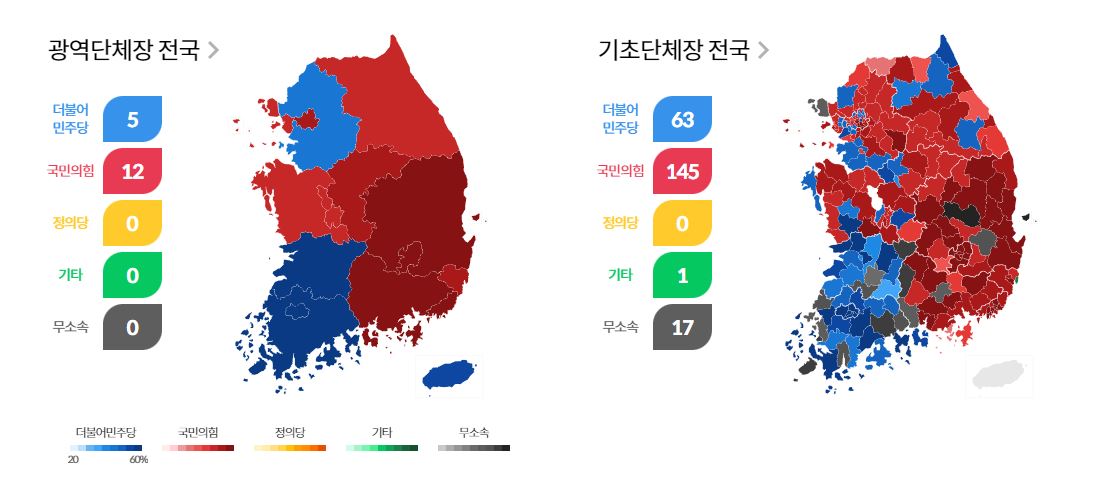 광역단체장 전국
더불어
민주당
5
국민의힘
12
정의당
0
기타
0
무소속
0
기초단체장 전국
더불어
민주당
63
국민의힘
145
정의당
0
기타
1
무소속
17
더불어민주당 국민의힘 정의당 기타 무소속
20 60%